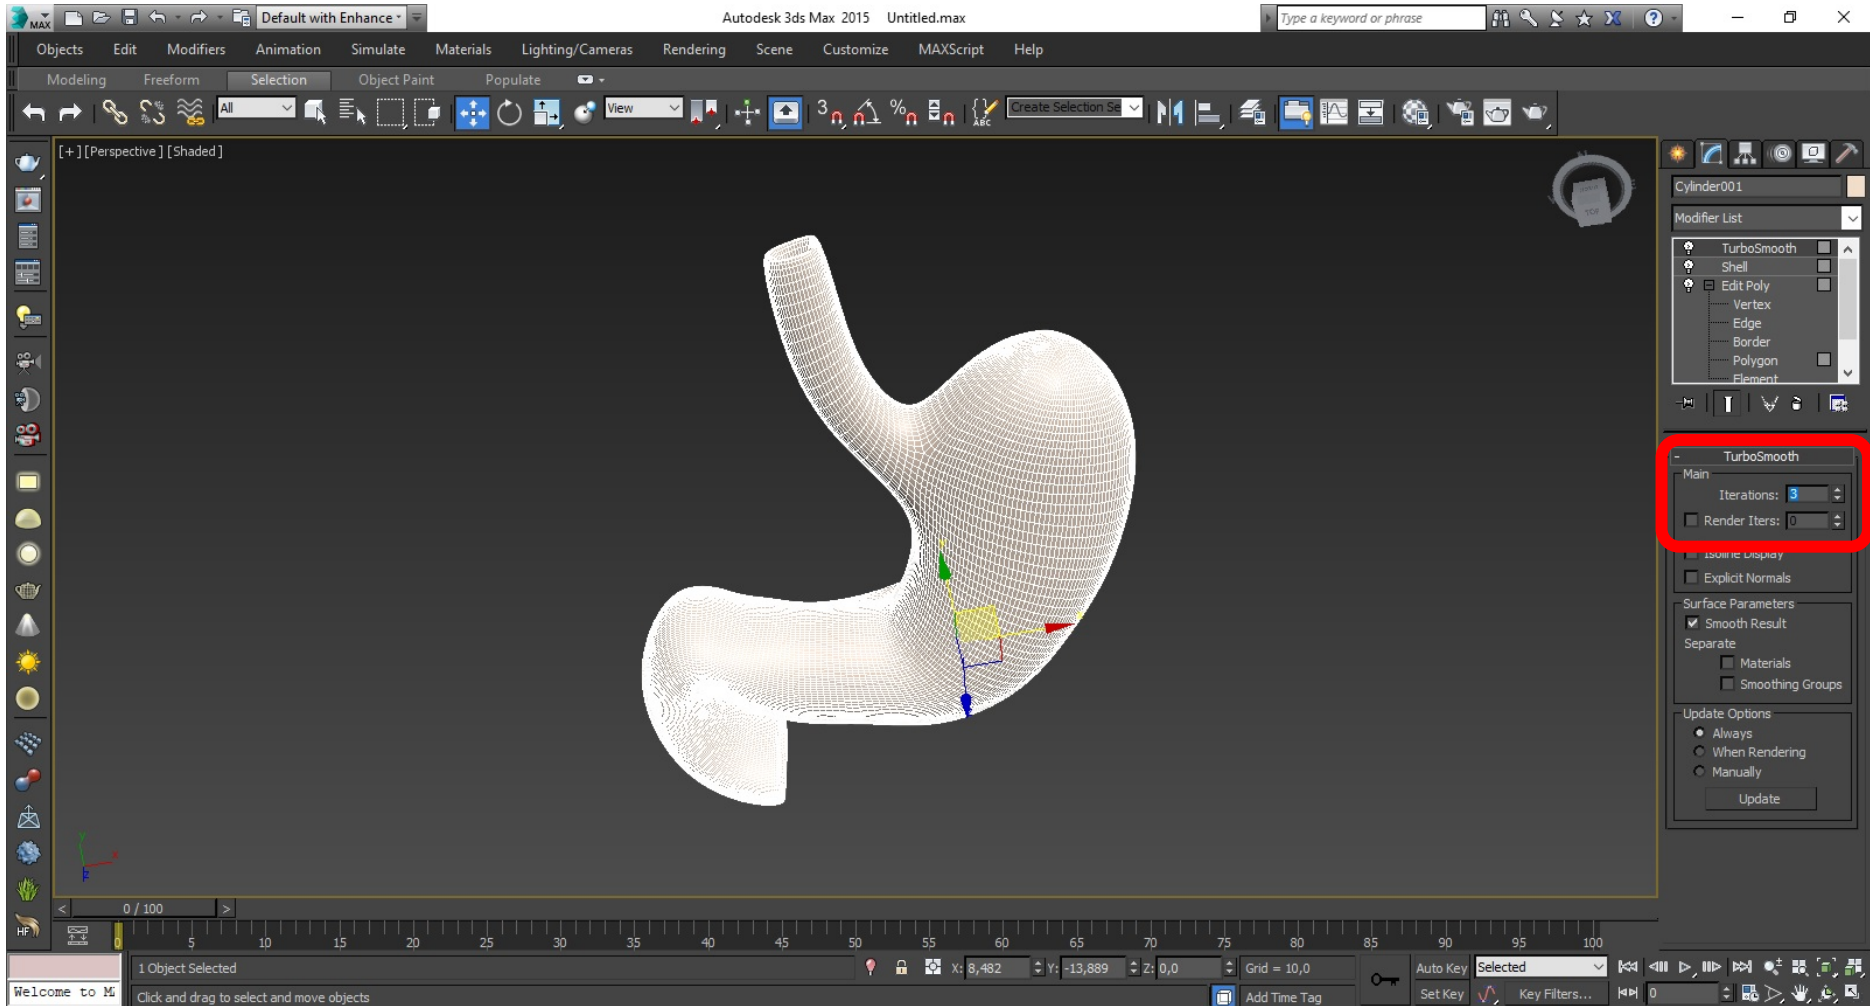 MAX Default with Enhance Autodesk 3ds Max 2015 Untitled.max Type a keyword or phrase
Objects Edit Modifiers Animation Simulate Materials Lighting/Cameras Rendering Scene Customize MAXScript Help
Modeling Freeform Selection Object Paint Populate
All View 3 % ABC Create Selection Se
[+][Perspective][Shaded]
TOP
Cylinder001
Modifier List
TurboSmooth
Shell
Edit Poly
Vertex
Edge
Border
Polygon
Element
- TurboSmooth
Main
Iterations: 3
Render Iters: 0
Isoline Display
Explicit Normals
Surface Parameters
Smooth Result
Separate
Materials
Smoothing Groups
Update Options
Always
When Rendering
Manually
Update
y
x
z
< 0 / 100 >
HF
0 5 10 15 20 25 30 35 40 45 50 55 60 65 70 75 80 85 90 95 100
1 Object Selected X: 8,482 Y: -13,889 Z: 0,0 Grid = 10,0 Auto Key Selected
Welcome to M Click and drag to select and move objects Add Time Tag Set Key Key Filters... 0